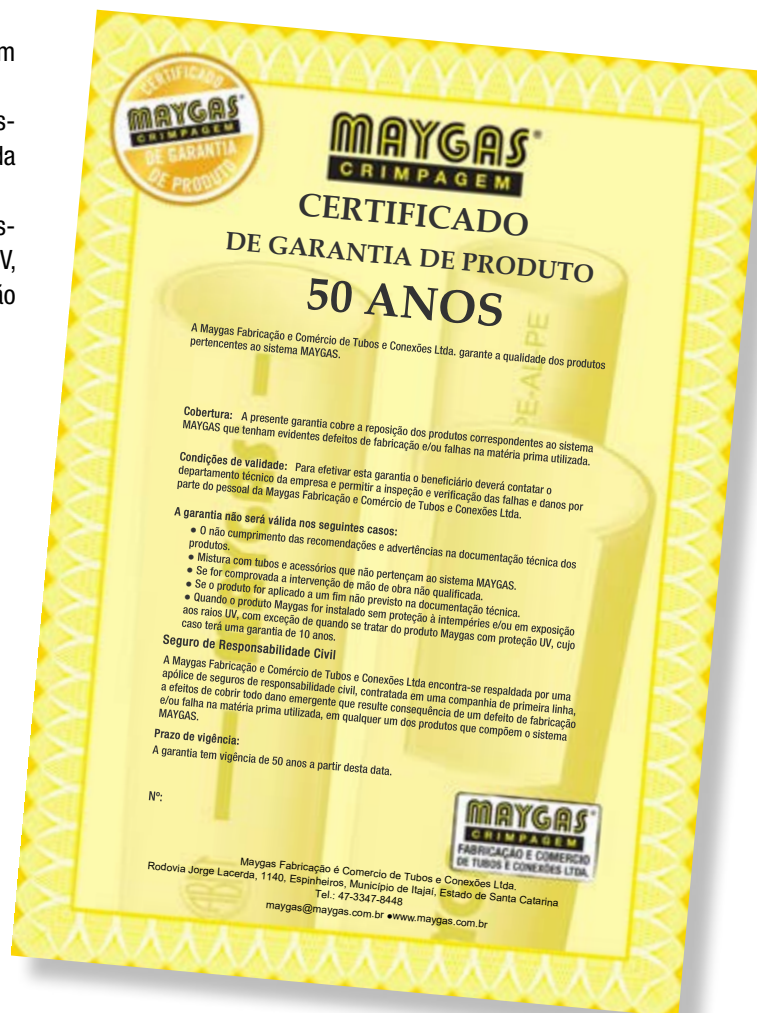 m
s-
la
s-
V,
ão
CERTIFICADO
MAYGAS®
CRIMPAGEM
DE GARANTIA
DE PRODUTO
MAYGAS®
CRIMPAGEM
CERTIFICADO
DE GARANTIA DE PRODUTO
50 ANOS
A Maygas Fabricação e Comércio de Tubos e Conexões Ltda. garante a qualidade dos produtos
pertencentes ao sistema MAYGAS.
Cobertura: A presente garantia cobre a reposição dos produtos correspondentes ao sistema
MAYGAS que tenham evidentes defeitos de fabricação e/ou falhas na matéria prima utilizada.
Condições de validade: Para efetivar esta garantia o beneficiário deverá contatar o
departamento técnico da empresa e permitir a inspeção e verificação das falhas e danos por
parte do pessoal da Maygas Fabricação e Comércio de Tubos e Conexões Ltda.
A garantia não será válida nos seguintes casos:
● O não cumprimento das recomendações e advertências na documentação técnica dos
produtos.
● Mistura com tubos e acessórios que não pertençam ao sistema MAYGAS.
● Se for comprovada a intervenção de mão de obra não qualificada.
● Se o produto for aplicado a um fim não previsto na documentação técnica.
● Quando o produto Maygas for instalado sem proteção à intempéries e/ou em exposição
aos raios UV, com exceção de quando se tratar do produto Maygas com proteção UV, cujo
caso terá uma garantia de 10 anos.
Seguro de Responsabilidade Civil
A Maygas Fabricação e Comércio de Tubos e Conexões Ltda encontra-se respaldada por uma
apólice de seguros de responsabilidade civil, contratada em uma companhia de primeira linha,
a efeitos de cobrir todo dano emergente que resulte consequência de um defeito de fabricação
e/ou falha na matéria prima utilizada, em qualquer um dos produtos que compõem o sistema
MAYGAS.
Prazo de vigência:
A garantia tem vigência de 50 anos a partir desta data.
Nº:
MAYGAS®
CRIMPAGEM
FABRICAÇÃO E COMERCIO
DE TUBOS E CONEXÕES LTDA.
Maygas Fabricação é Comercio de Tubos e Conexões Ltda.
Rodovia Jorge Lacerda, 1140, Espinheiros, Município de Itajaí, Estado de Santa Catarina
Tel.: 47-3347-8448
maygas@maygas.com.br ●www.maygas.com.br